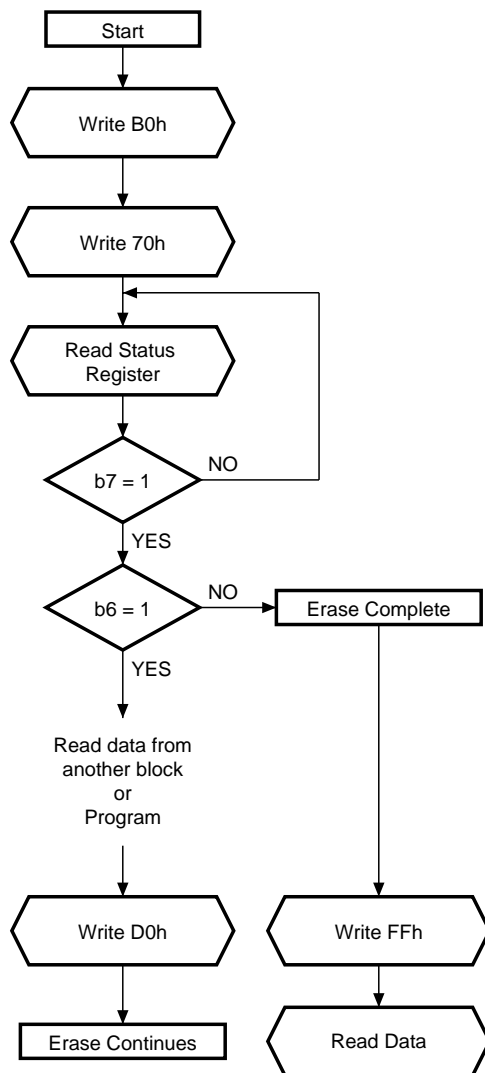 Start
Write B0h
Write 70h
Read Status
Register
b7 = 1
NO
YES
b6 = 1
NO
Erase Complete
YES
Read data from
another block
or
Program
Write D0h
Write FFh
Erase Continues
Read Data